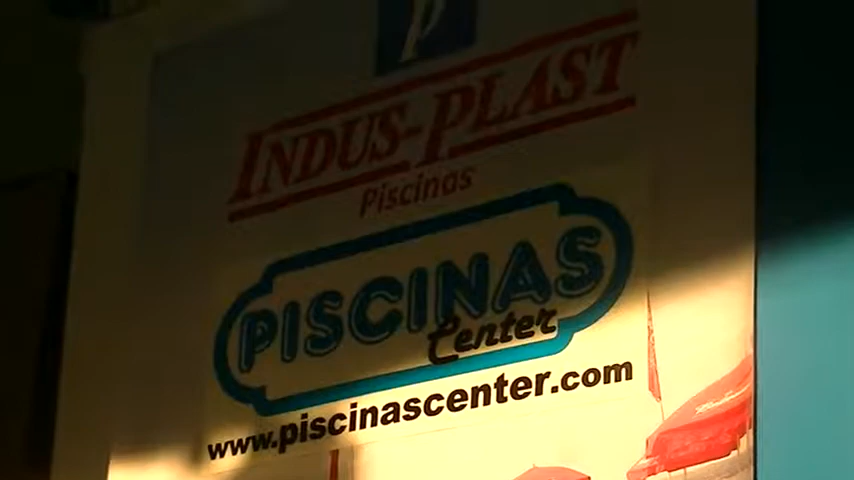 p
INDUS-PLAST
Piscinas
PISCINAS
Center
www.piscinascenter.com